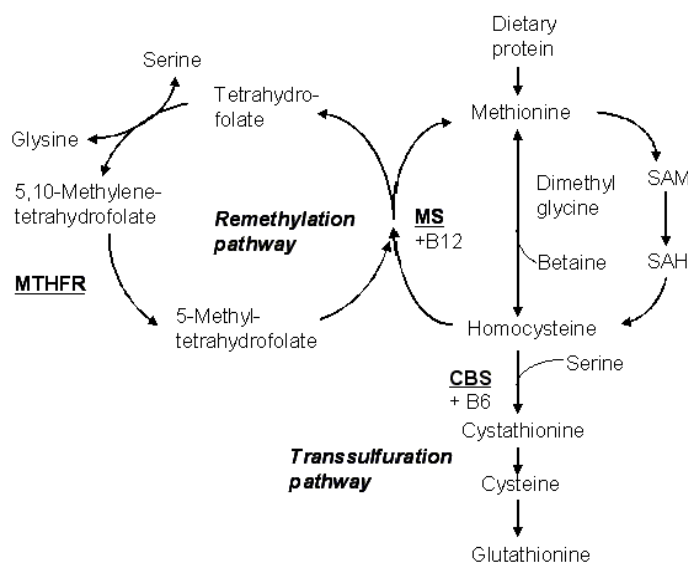 Dietary
protein
Serine
Tetrahydro-
folate
Methionine
Glysine
5,10-Methylene-
tetrahydrofolate
Dimethyl
glycine
SAM
Remethylation
pathway
MS
+B12
MTHFR
Betaine
SAH
5-Methyl-
tetrahydrofolate
Homocysteine
CBS
+ B6
Serine
Cystathionine
Transsulfuration
pathway
Cysteine
Glutathionine